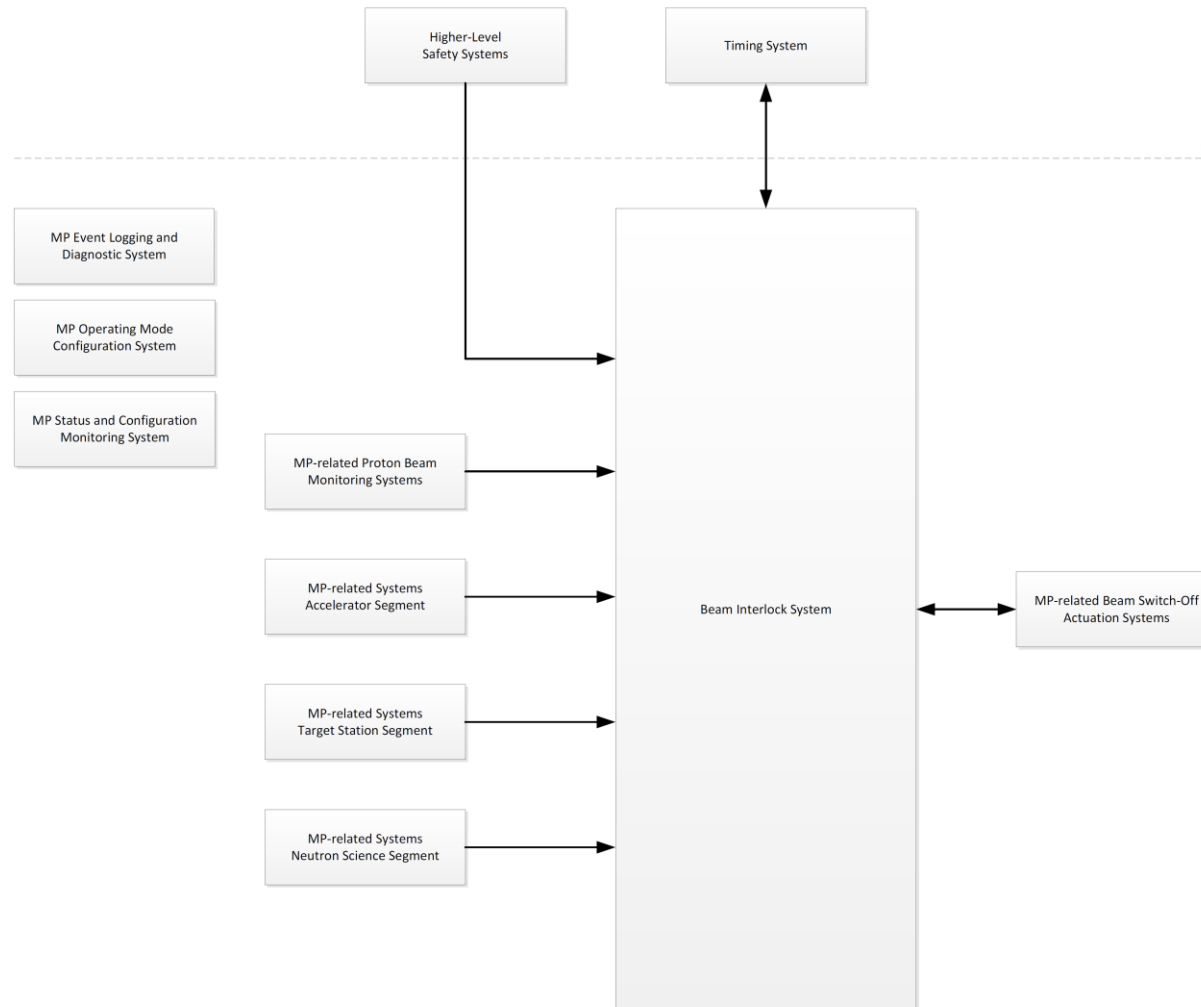 Higher-Level
Safety Systems
Timing System
MP Event Logging and
Diagnostic System
MP Operating Mode
Configuration System
MP Status and Configuration
Monitoring System
MP-related Proton Beam
Monitoring Systems
MP-related Systems
Accelerator Segment
MP-related Systems
Target Station Segment
MP-related Systems
Neutron Science Segment
Beam Interlock System
MP-related Beam Switch-Off
Actuation Systems